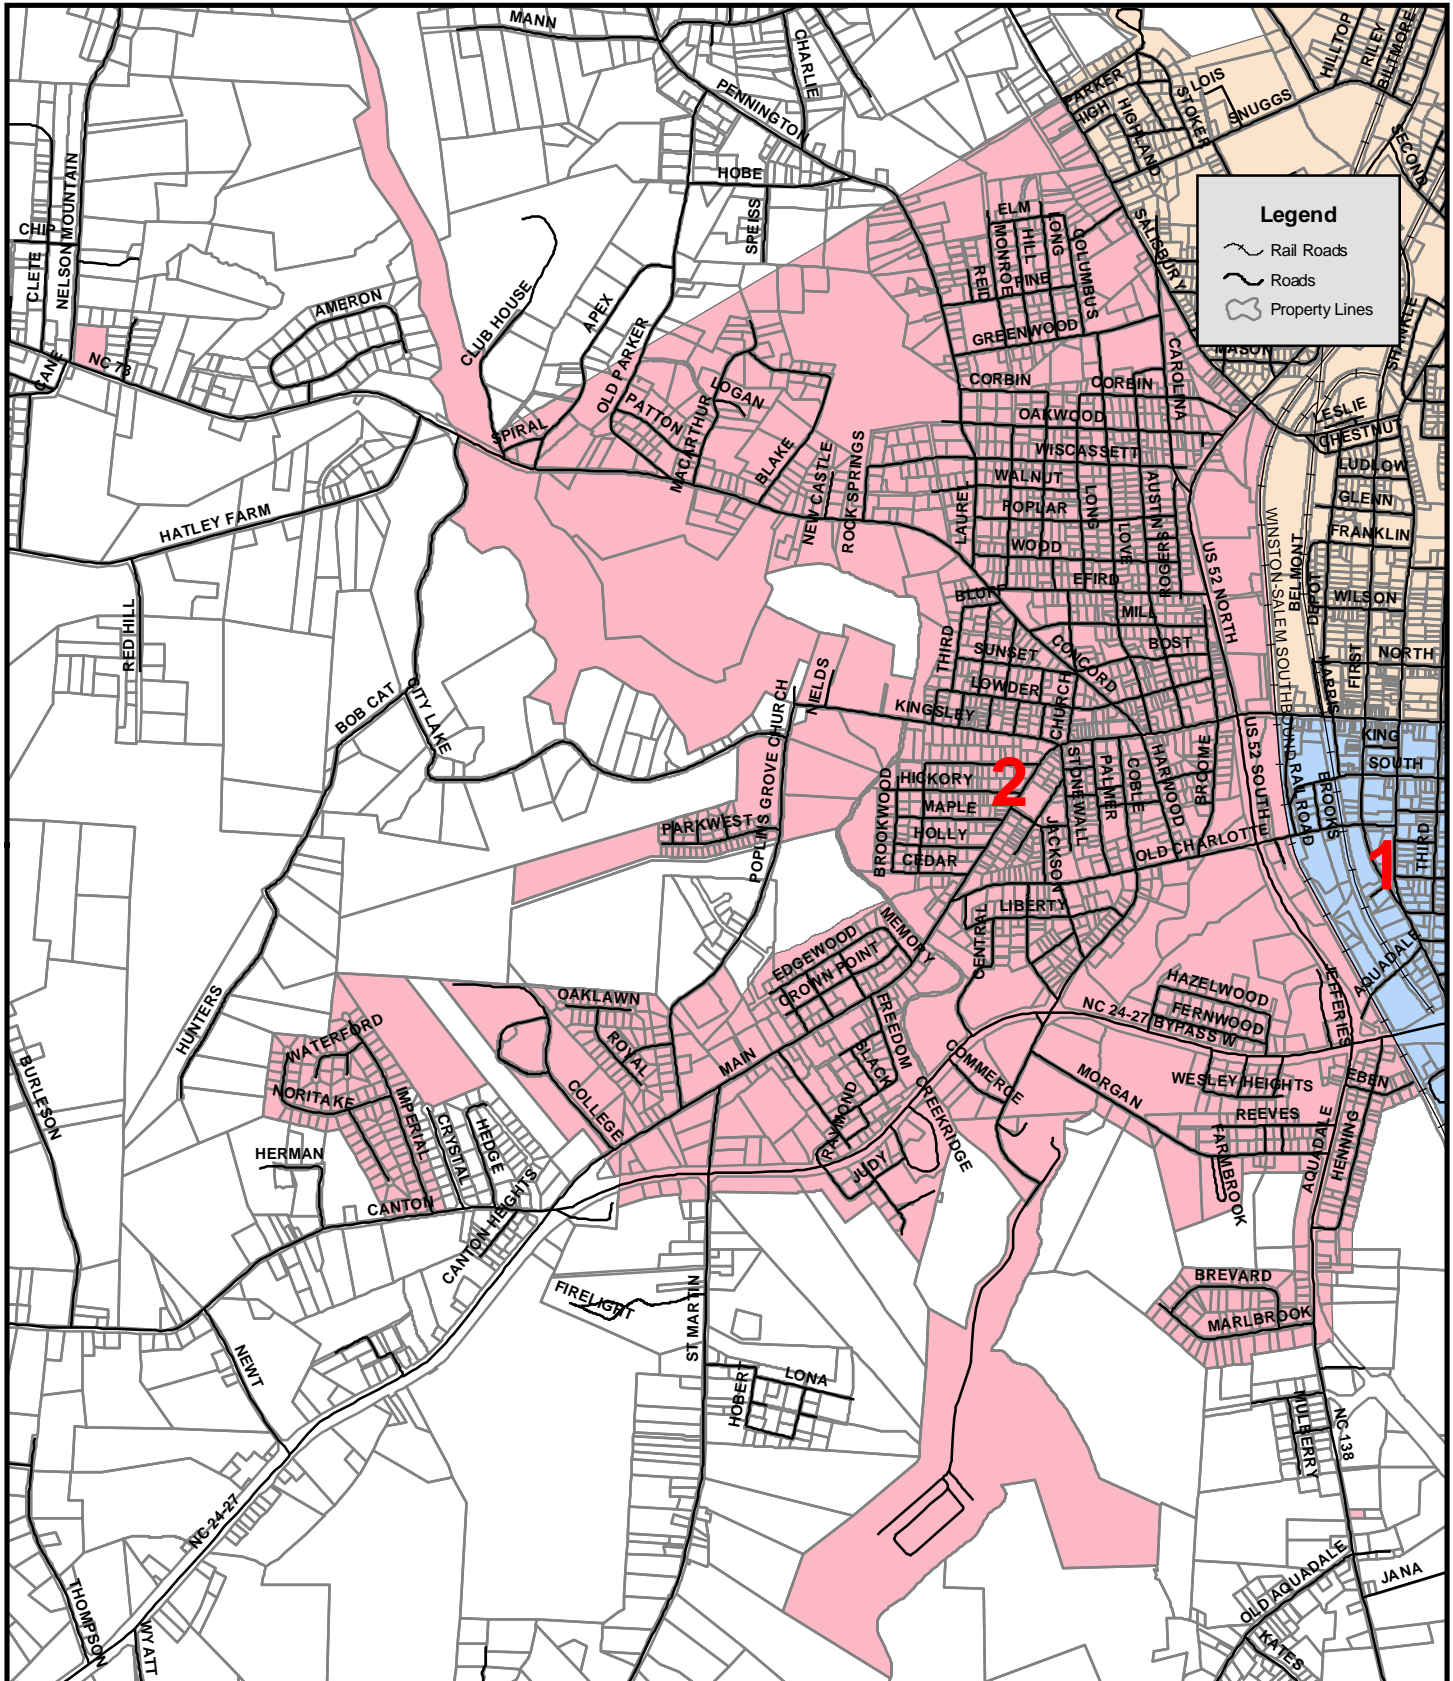 MANN
CHARLIE
PENNINGTON
HOBE
SPEISS
PARKER
HIGH
HIGHLAND
STOKER
LOIS
SNUGGS
HILLTOP
RILEY
BILTMORE
SECOND
Legend
Rail Roads
Roads
Property Lines
NELSON MOUNTAIN
CHIP
CLETE
CANE
NC 73
AMERON
CLUB HOUSE
APEX
OLD PARKER
SPIRAL
PATTON
LOGAN
MACARTHUR
BLAKE
NEW CASTLE
ROCK SPRINGS
ELM
MONROE
HILL
LONG
COLUMBUS
REID
PINE
GREENWOOD
SALISBURY
CAROLINA
CORBIN
CORBIN
OAKWOOD
WISCASSETT
WALNUT
LAUREL
POPLAR
LONG
AUSTIN
WOOD
LOVE
ROGERS
EFIRD
BLUFF
MILL
BOST
MASON
LESLIE
CHESTNUT
LUDLOW
GLENN
FRANKLIN
WILSON
NORTH
FIRST
HARRIS
DEPOT
BELMONT
WINSTON-SALEM SOUTHBOUND RAILROAD
US 52 NORTH
US 52 SOUTH
HATLEY FARM
RED HILL
BOB CAT
CITY LAKE
THIRD
SUNSET
CONCORD
LOWDER
CHURCH
KINGSLEY
NIELDS
POPLINS GROVE CHURCH
PARKWEST
BROOKWOOD
HICKORY
MAPLE
HOLLY
CEDAR
2
STONEWALL
PALMER
COBLE
HARWOOD
BROOME
JACKSON
OLD CHARLOTTE
LIBERTY
CENTRAL
KING
SOUTH
BROOKS
THIRD
1
AQUADALE
JEFFERIES
HUNTERS
BURLESON
WATERFORD
NORITAKE
IMPERIAL
CRYSTAL
HEDGE
HERMAN
CANTON
CANTON HEIGHTS
OAKLAWN
ROYAL
COLLEGE
MAIN
EDGEWOOD
CROWN POINT
MEMORY
FREEDOM
BLACK
RAYMOND
JUDY
CREEKRIDGE
COMMERCE
NC 24-27 BYPASS W
HAZELWOOD
FERNWOOD
MORGAN
WESLEY HEIGHTS
REEVES
FARMBROOK
EBEN
HENNING
AQUADALE
BREVARD
MARLBROOK
FIRELIGHT
ST MARTIN
HOBERT
LONA
NEWT
NC 24-27
THOMPSON
WYATT
MULBERRY
NC 138
OLD AQUADALE
JANA
KATES